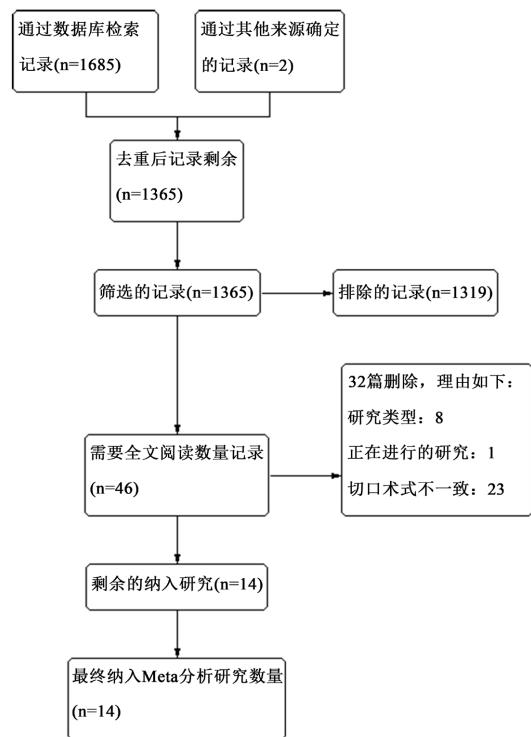 通过数据库检索
记录(n=1685)
通过其他来源确定
的记录(n=2)
去重后记录剩余
(n=1365)
筛选的记录(n=1365)
排除的记录(n=1319)
32篇删除，理由如下：
研究类型：8
正在进行的研究：1
切口术式不一致：23
需要全文阅读数量记录
(n=46)
剩余的纳入研究(n=14)
最终纳入Meta分析研究数量
(n=14)